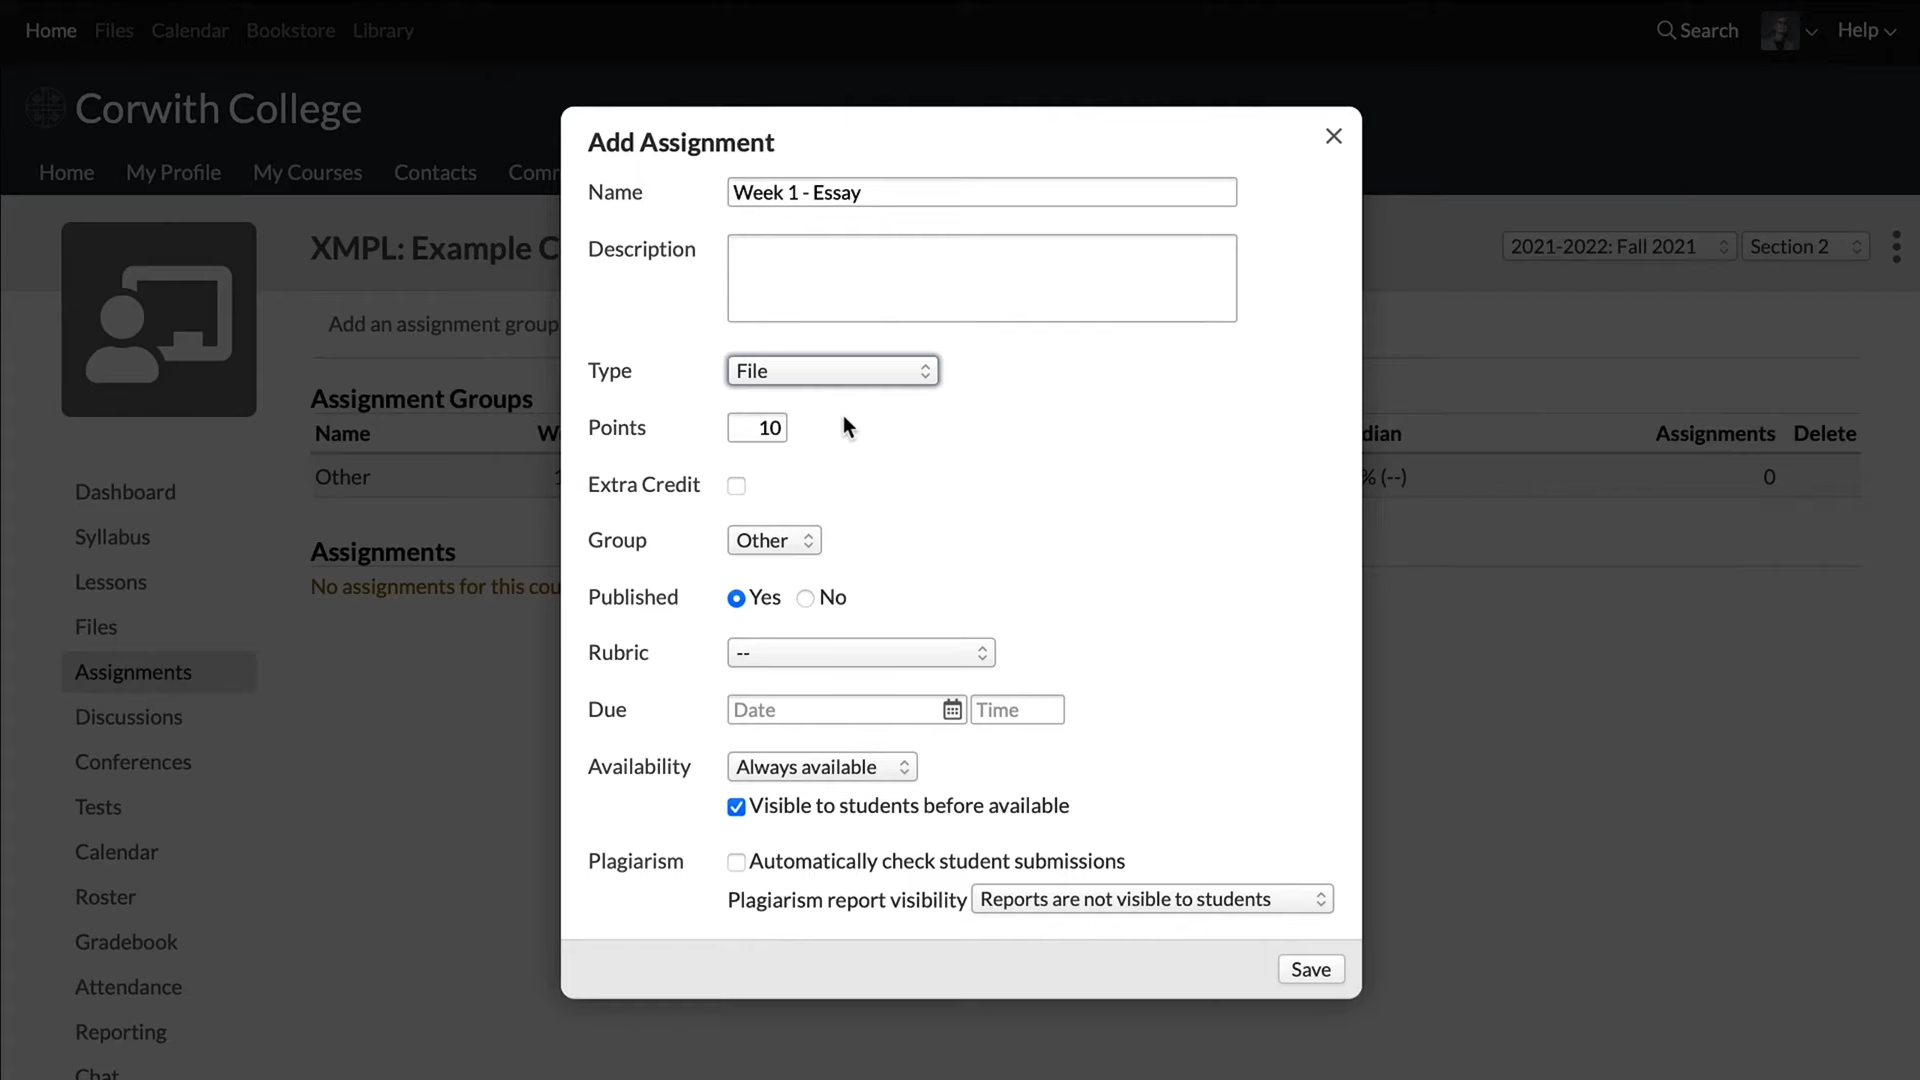 Home Files Calendar Bookstore Library Search Help
Corwith College
Home My Profile My Courses Contacts
XMPL: Example
2021-2022: Fall 2021 Section 2
Add an assignment group
Assignment Groups
Name Assignments Delete
Other 0
Assignments
No assignments for this
Dashboard
Syllabus
Lessons
Files
Assignments
Discussions
Conferences
Tests
Calendar
Roster
Gradebook
Attendance
Reporting
Chat
Add Assignment
Name Week 1 - Essay
Description
Type File
Points 10
Extra Credit
Group Other
Published Yes No
Rubric --
Due Date Time
Availability Always available
Visible to students before available
Plagiarism Automatically check student submissions
Plagiarism report visibility Reports are not visible to students
Save